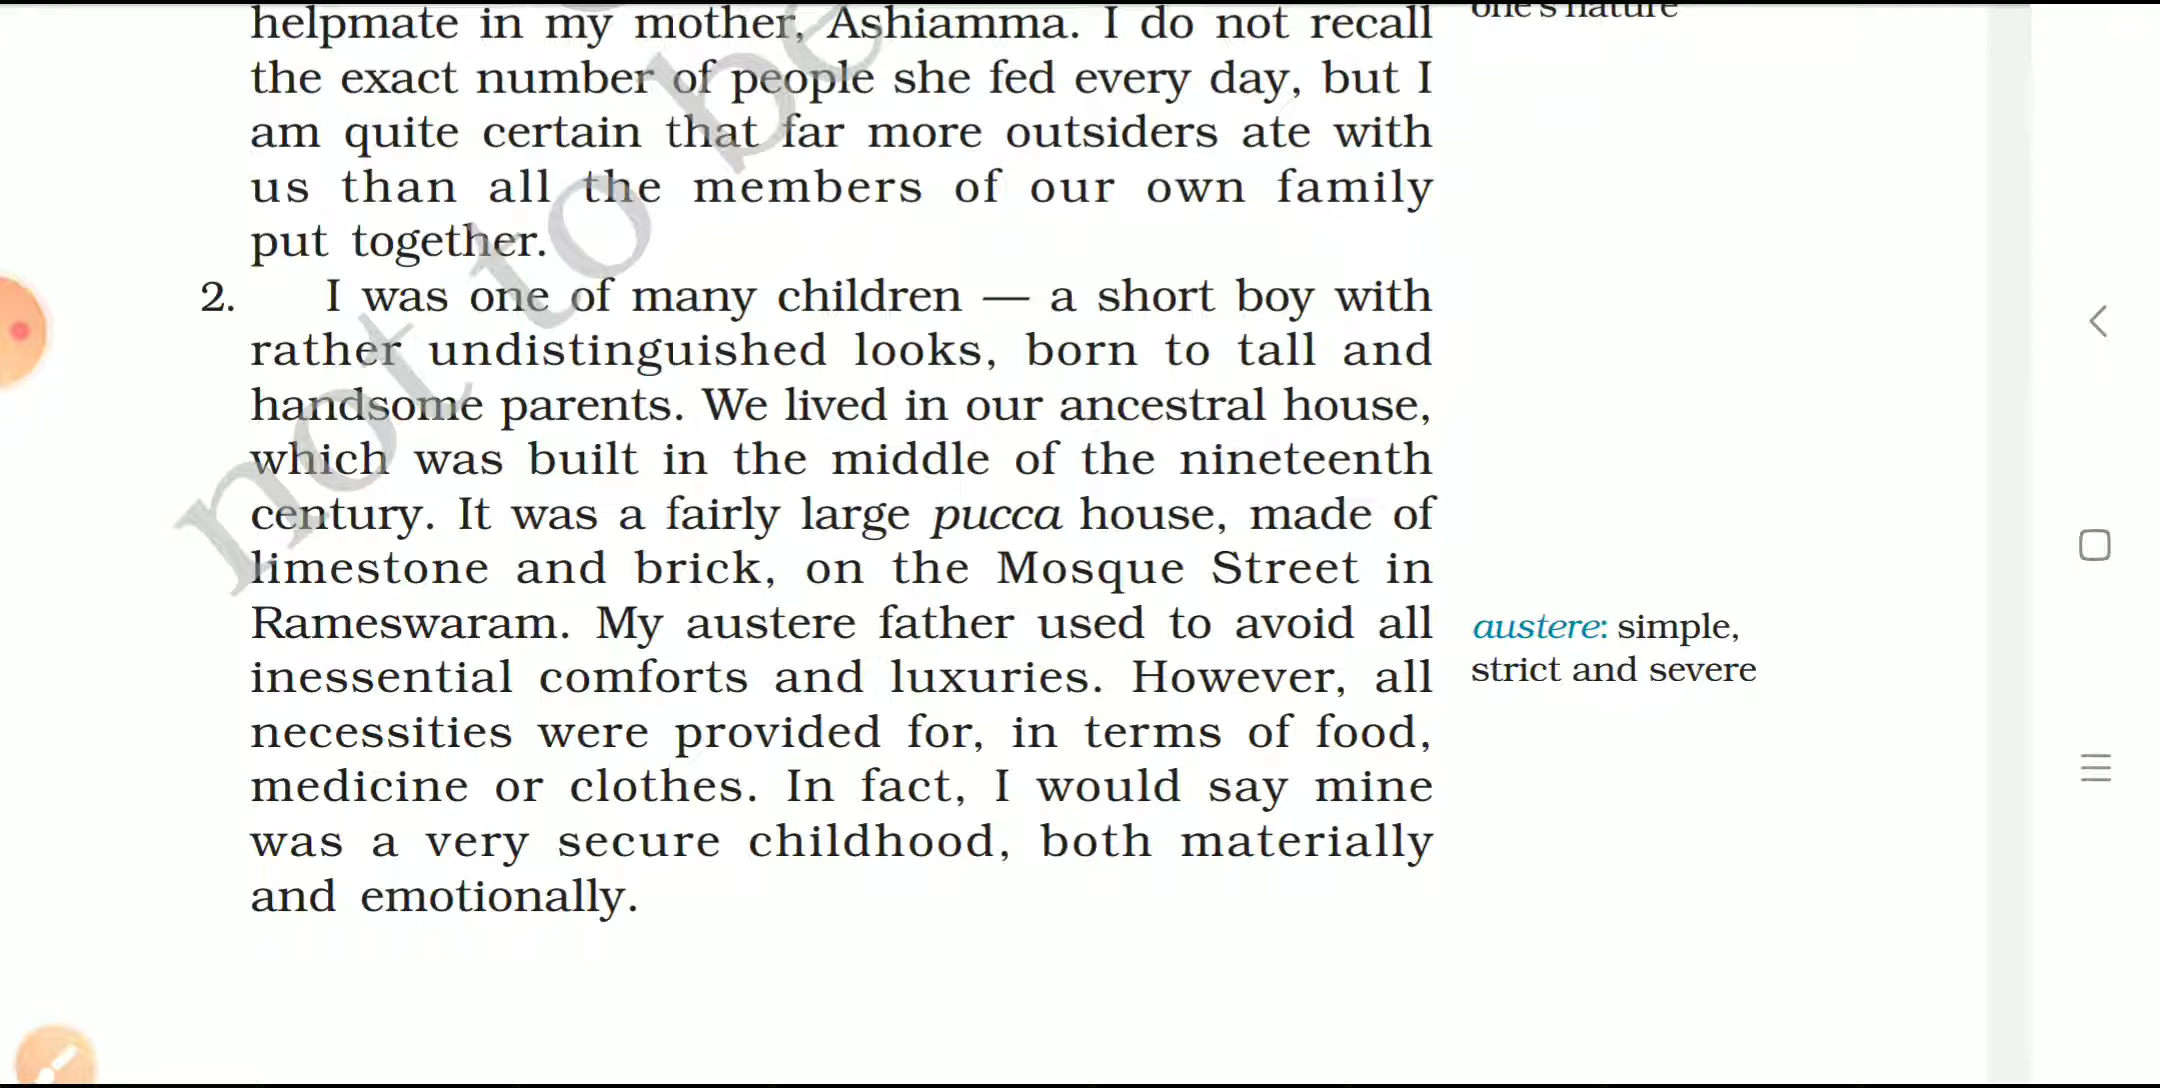 helpmate in my mother, Ashiamma. I do not recall
the exact number of people she fed every day, but I
am quite certain that far more outsiders ate with
us than all the members of our own family
put together.
2. I was one of many children — a short boy with
rather undistinguished looks, born to tall and
handsome parents. We lived in our ancestral house,
which was built in the middle of the nineteenth
century. It was a fairly large pucca house, made of
limestone and brick, on the Mosque Street in
Rameswaram. My austere father used to avoid all
inessential comforts and luxuries. However, all
necessities were provided for, in terms of food,
medicine or clothes. In fact, I would say mine
was a very secure childhood, both materially
and emotionally.
one's nature
austere: simple,
strict and severe
not to be